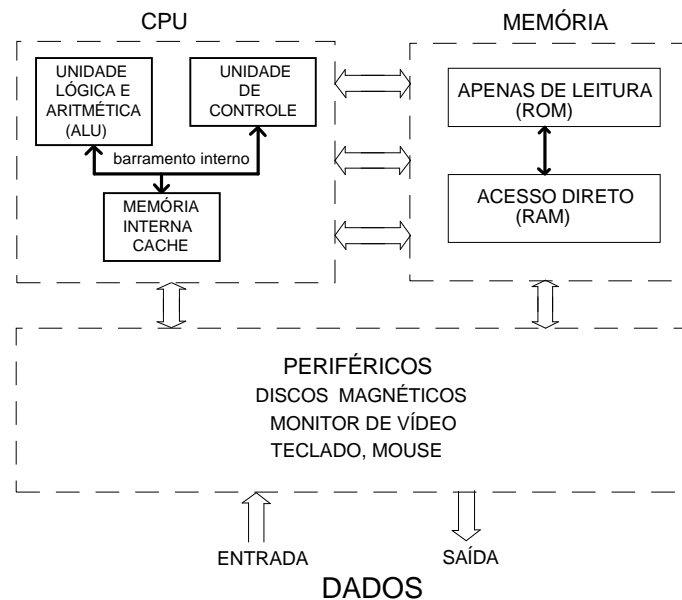 CPU
MEMÓRIA
UNIDADE
LÓGICA E
ARITMÉTICA
(ALU)
UNIDADE
DE
CONTROLE
barramento interno
MEMÓRIA
INTERNA
CACHE
APENAS DE LEITURA
(ROM)
ACESSO DIRETO
(RAM)
PERIFÉRICOS
DISCOS MAGNÉTICOS
MONITOR DE VÍDEO
TECLADO, MOUSE
ENTRADA
SAÍDA
DADOS